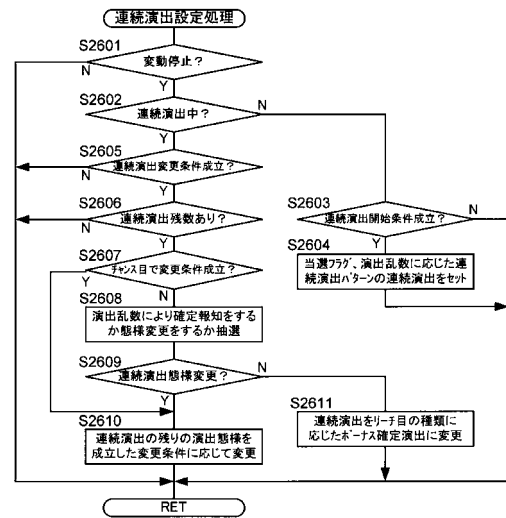 連続演出設定処理
S2601
変動停止？
N
Y
S2602
連続演出中？
N
Y
S2605
連続演出変更条件成立？
N
Y
S2606
連続演出残数あり？
N
Y
S2603
連続演出開始条件成立？
N
Y
S2604
当選フラグ、演出乱数に応じた連
続演出パターンの連続演出をセット
S2607
チャンス目で変更条件成立？
Y
N
S2608
演出乱数により確定報知をする
か態様変更をするか抽選
S2609
連続演出態様変更？
N
Y
S2610
連続演出の残りの演出態様を
成立した変更条件に応じて変更
S2611
連続演出をリーチ目の種類に
応じたボーナス確定演出に変更
RET